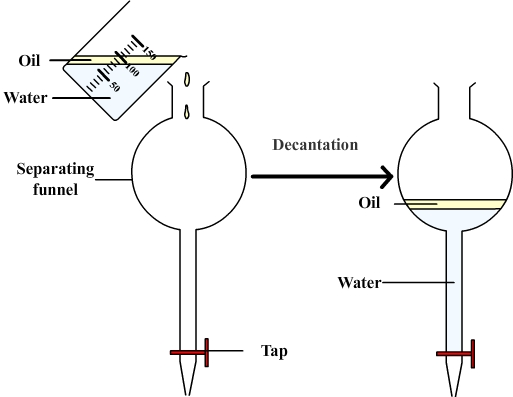 Oil
Water
150
100
50
Separating
funnel
Decantation
Tap
Oil
Water